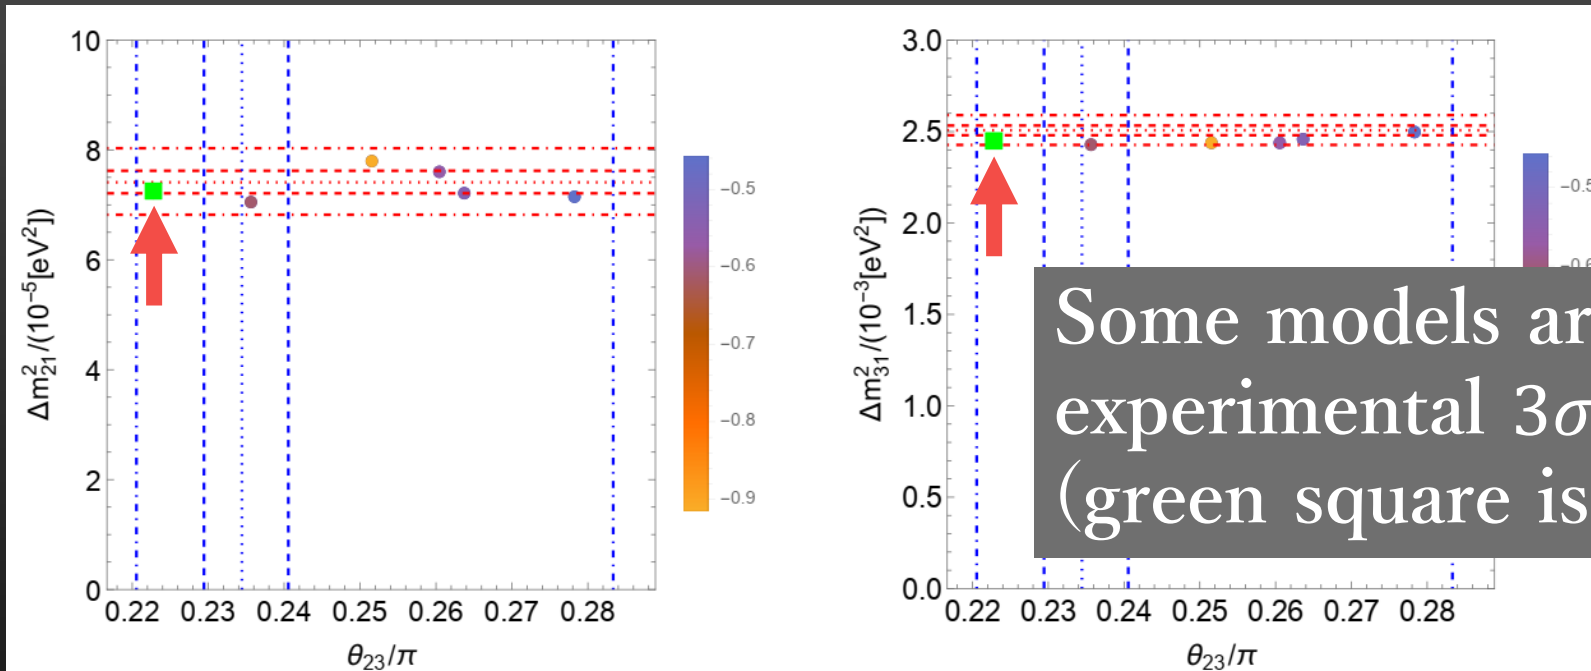 10
8
6
4
2
0
Δm²₂₁/(10⁻⁵[eV²])
0.22 0.23 0.24 0.25 0.26 0.27 0.28
θ₂₃/π
−0.5
−0.6
−0.7
−0.8
−0.9
3.0
2.5
2.0
1.5
1.0
0.5
0.0
Δm²₃₁/(10⁻³[eV²])
0.22 0.23 0.24 0.25 0.26 0.27 0.28
θ₂₃/π
−0.5
Some models ar
experimental 3σ
(green square is